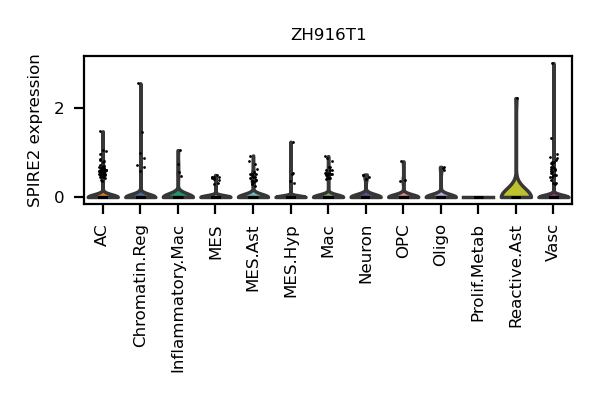 ZH916T1
SPIRE2 expression
2
0
AC
Chromatin.Reg
Inflammatory.Mac
MES
MES.Ast
MES.Hyp
Mac
Neuron
OPC
Oligo
Prolif.Metab
Reactive.Ast
Vasc